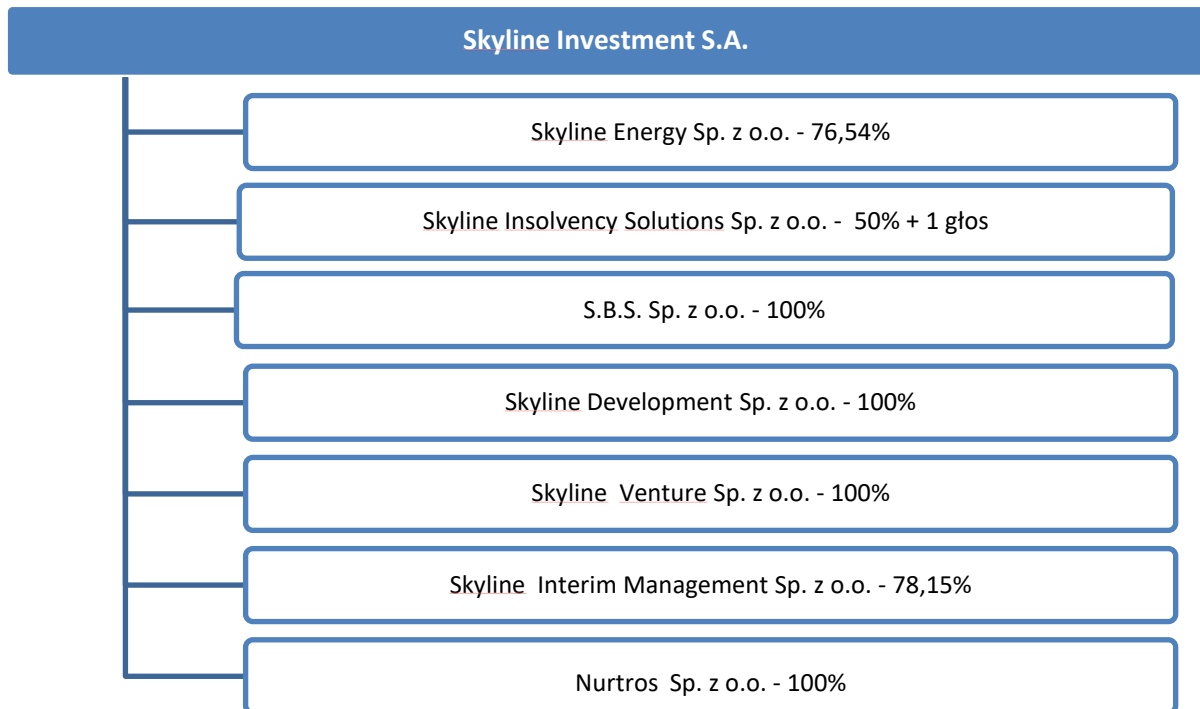 Skyline Investment S.A.
Skyline Energy Sp. z o.o. - 76,54%
Skyline Insolvency Solutions Sp. z o.o. - 50% + 1 głos
S.B.S. Sp. z o.o. - 100%
Skyline Development Sp. z o.o. - 100%
Skyline Venture Sp. z o.o. - 100%
Skyline Interim Management Sp. z o.o. - 78,15%
Nurtros Sp. z o.o. - 100%